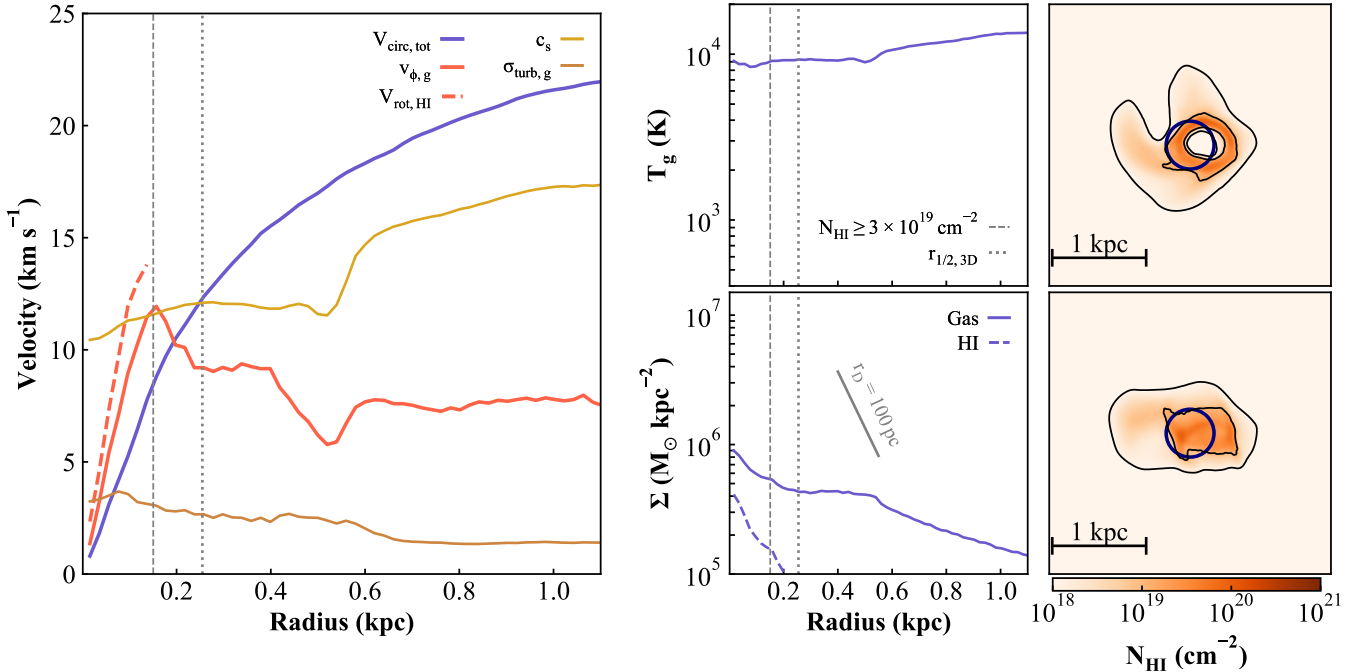 25
20
15
10
5
0
Velocity (km s⁻¹)
V_circ,tot
v_ϕ,g
V_rot,HI
c_s
σ_turb,g
0.2 0.4 0.6 0.8 1.0
Radius (kpc)
10⁴
10³
T_g (K)
N_HI ≥ 3 × 10¹⁹ cm⁻²
r_1/2,3D
10⁷
10⁶
10⁵
Σ (M_⊙ kpc⁻²)
Gas
HI
r_D = 100 pc
0.2 0.4 0.6 0.8 1.0
Radius (kpc)
1 kpc
1 kpc
10¹⁸ 10¹⁹ 10²⁰ 10²¹
N_HI (cm⁻²)